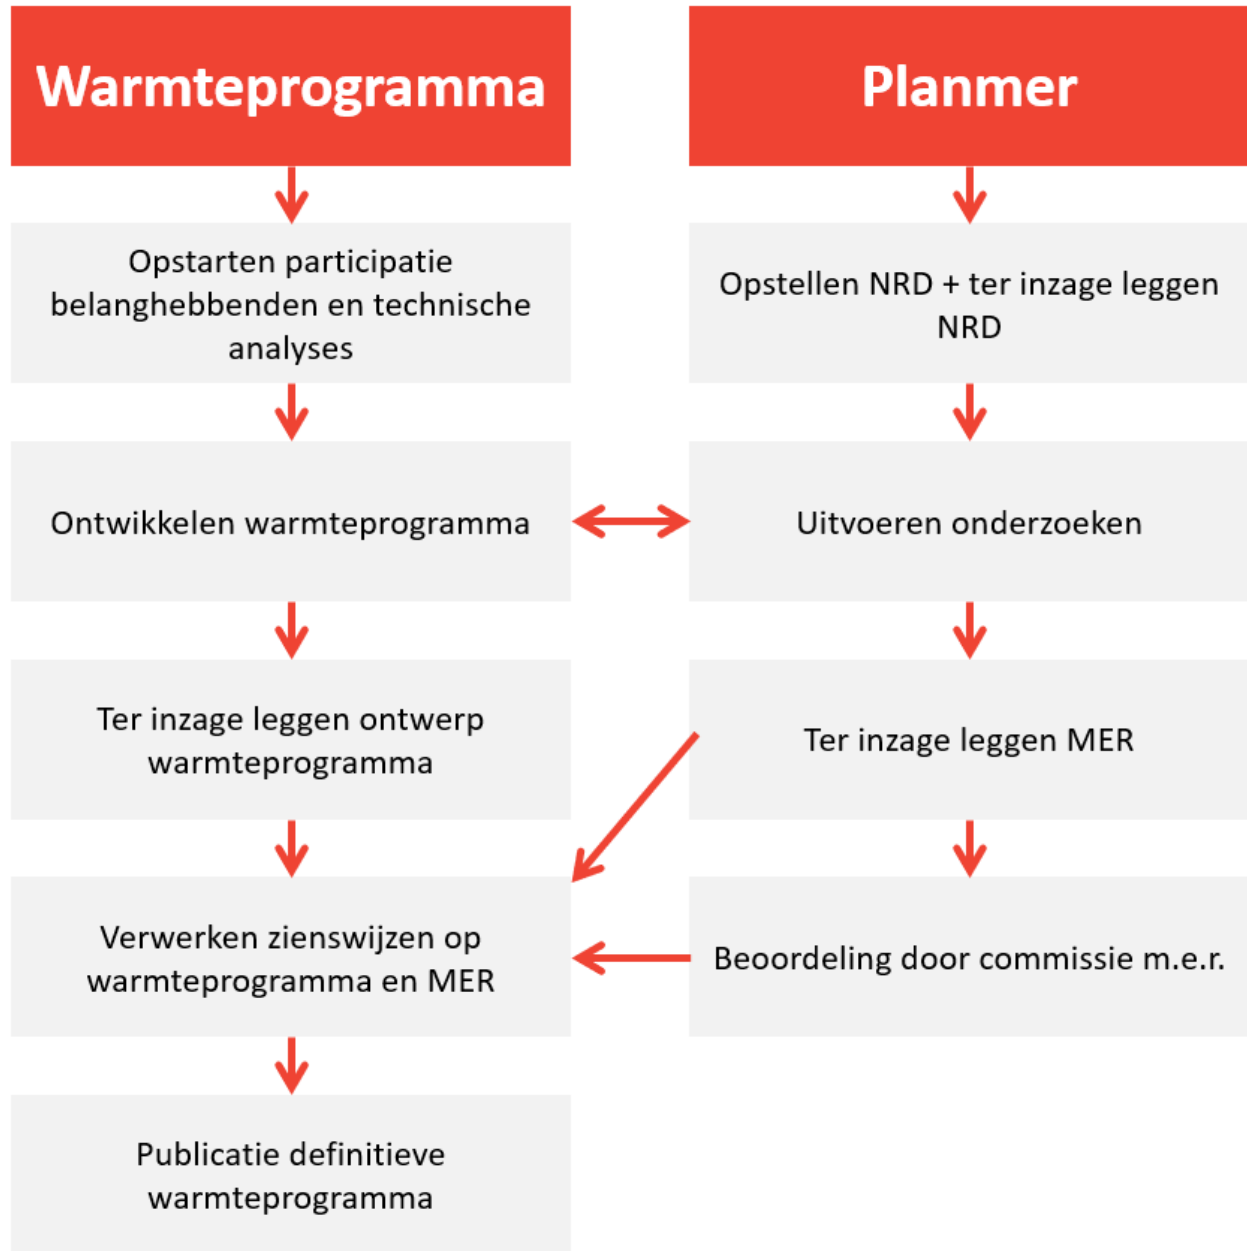 Warmteprogramma
Opstarten participatie
belanghebbenden en technische
analyses
Ontwikkelen warmteprogramma
Ter inzage leggen ontwerp
warmteprogramma
Verwerken zienswijzen op
warmteprogramma en MER
Publicatie definitieve
warmteprogramma
Planmer
Opstellen NRD + ter inzage leggen
NRD
Uitvoeren onderzoeken
Ter inzage leggen MER
Beoordeling door commissie m.e.r.